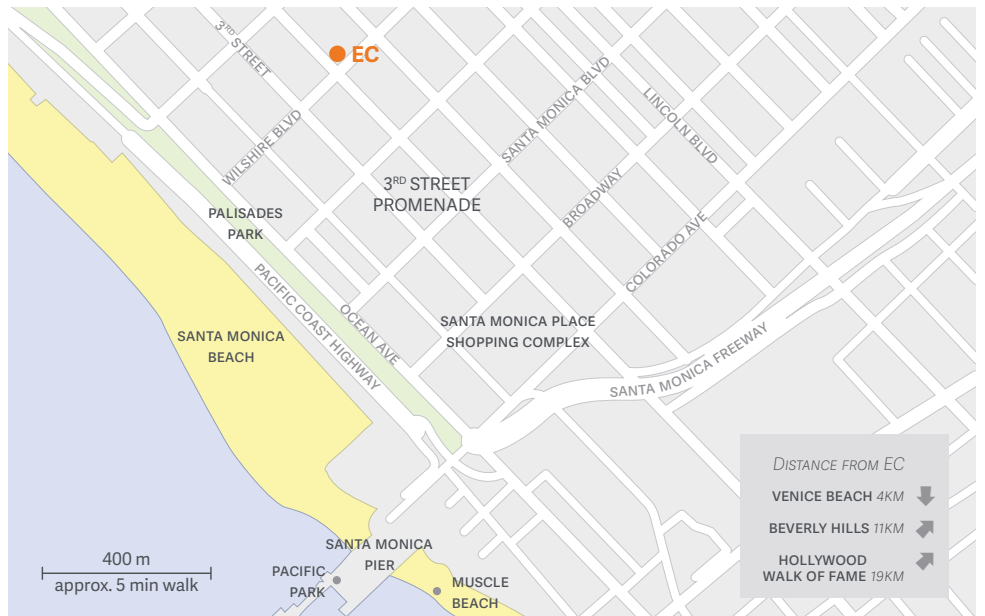 3RD STREET
EC
WILSHIRE BLVD
SANTA MONICA BLVD
LINCOLN BLVD
3RD STREET
PROMENADE
BROADWAY
PALISADES
PARK
COLORADO AVE
PACIFIC COAST HIGHWAY
OCEAN AVE
SANTA MONICA BEACH
SANTA MONICA PLACE
SHOPPING COMPLEX
SANTA MONICA FREEWAY
DISTANCE FROM EC
VENICE BEACH 4KM
BEVERLY HILLS 11KM
HOLLYWOOD
WALK OF FAME 19KM
400 m
approx. 5 min walk
SANTA MONICA
PIER
PACIFIC
PARK
MUSCLE
BEACH